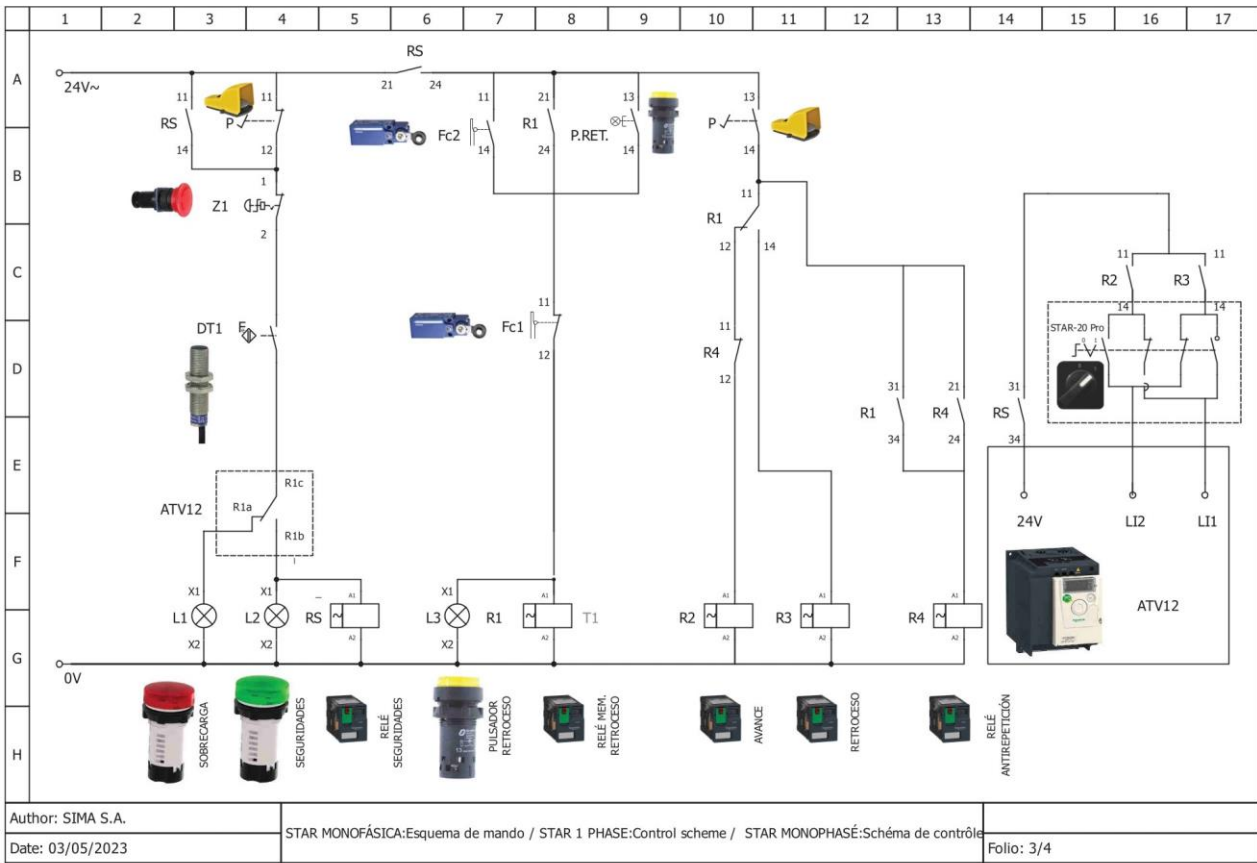 1 2 3 4 5 6 7 8 9 10 11 12 13 14 15 16 17
A
B
C
D
E
F
G
H
24V~
RS
21 24
11
RS
14
11
P
12
11
Fc2
14
21
R1
24
13
P.RET.
14
13
P
14
1
Z1
2
11
R1
12 14
DT1
11
Fc1
12
11
R4
12
31
R1
34
21
R4
24
31
RS
34
11
R2
14
11
R3
14
STAR-20 Pro
0 1
ATV12
R1c
R1a
R1b
24V
LI2
LI1
ATV12
X1
L1
X2
X1
L2
X2
A1
RS
A2
X1
L3
X2
A1
R1
T1
A2
A1
R2
A2
A1
R3
A2
A1
R4
A2
0V
SOBRECARGA
SEGURIDADES
RELÉ
SEGURIDADES
PULSADOR
RETROCESO
RELÉ MEM.
RETROCESO
AVANCE
RETROCESO
RELÉ
ANTIREPETICIÓN
Author: SIMA S.A.
Date: 03/05/2023
STAR MONOFÁSICA:Esquema de mando / STAR 1 PHASE:Control scheme / STAR MONOPHASÉ:Schéma de contrôle
Folio: 3/4